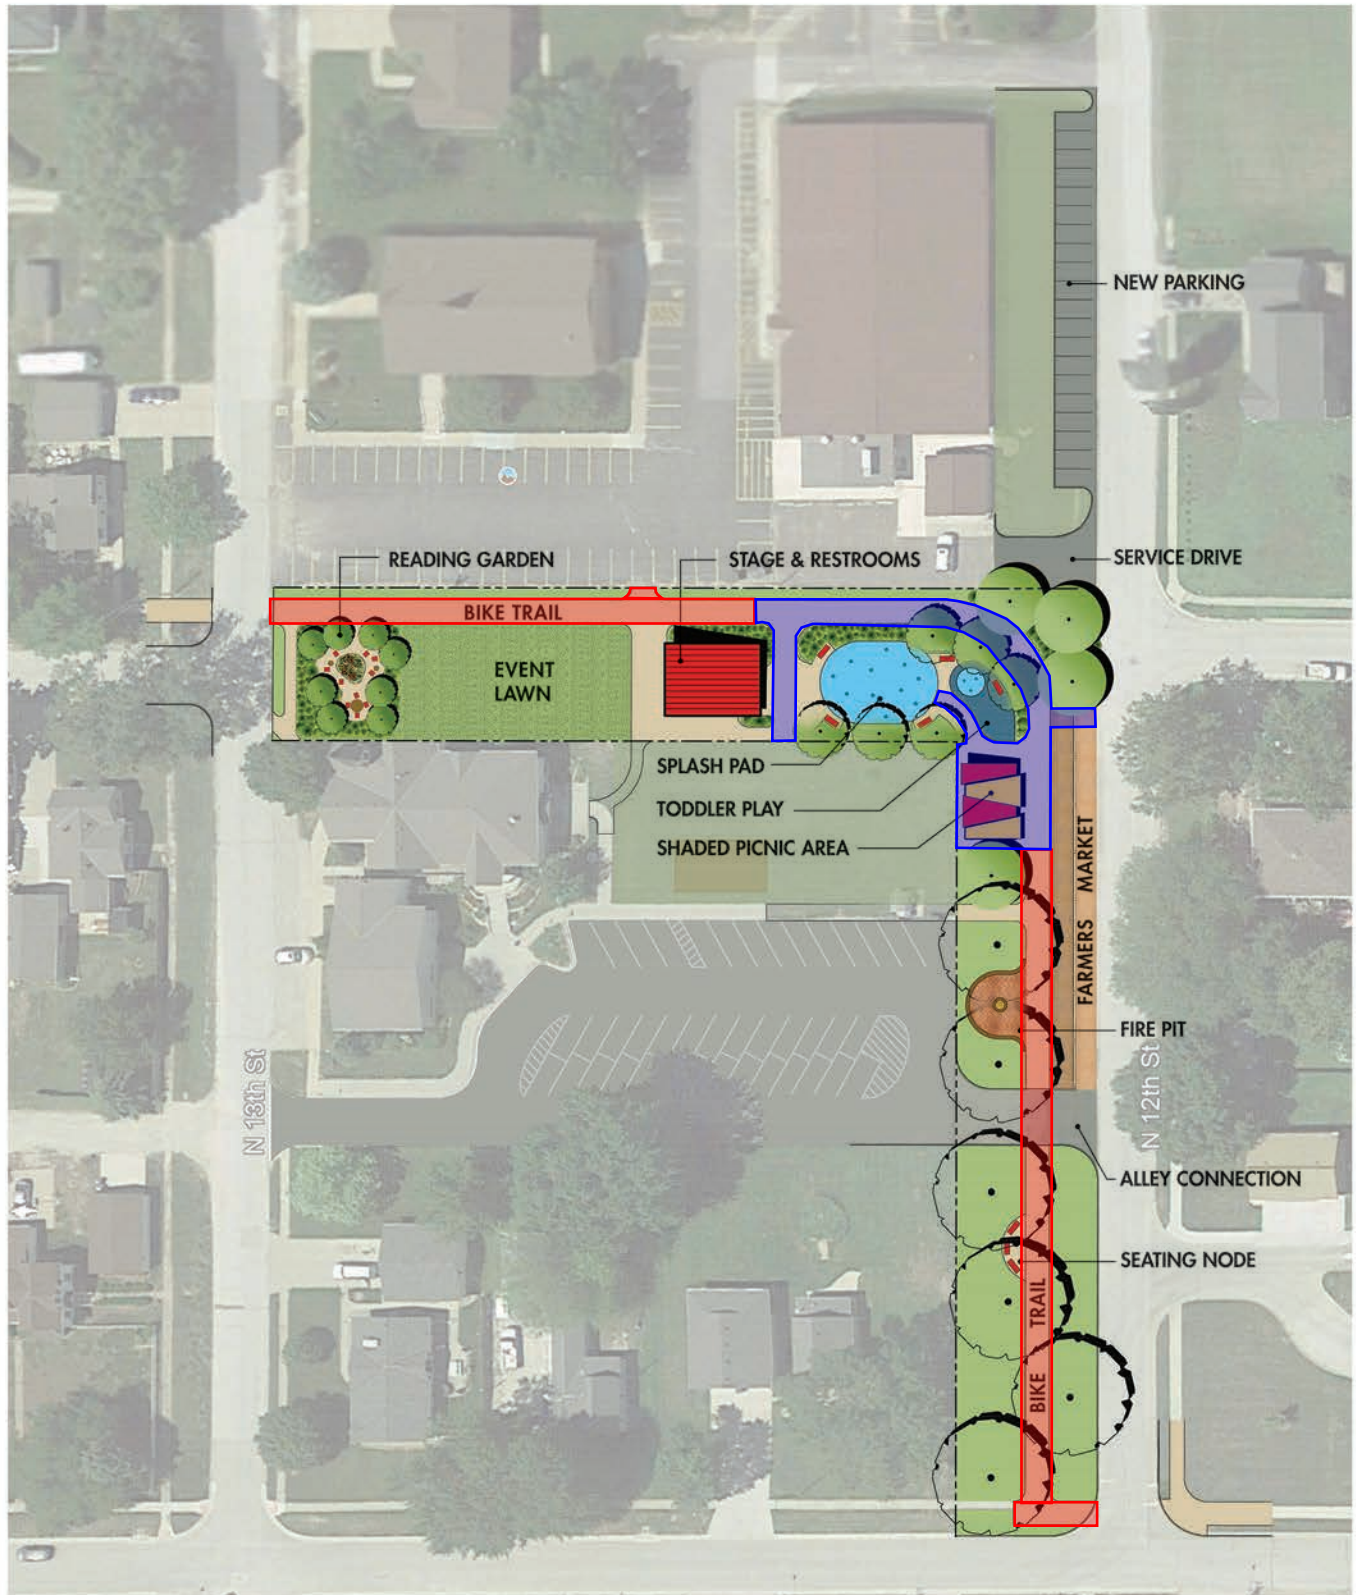 NEW PARKING
READING GARDEN
STAGE & RESTROOMS
SERVICE DRIVE
BIKE TRAIL
EVENT
LAWN
SPLASH PAD
TODDLER PLAY
SHADED PICNIC AREA
FARMERS MARKET
FIRE PIT
N 13th St
N 12th St
ALLEY CONNECTION
SEATING NODE
BIKE TRAIL